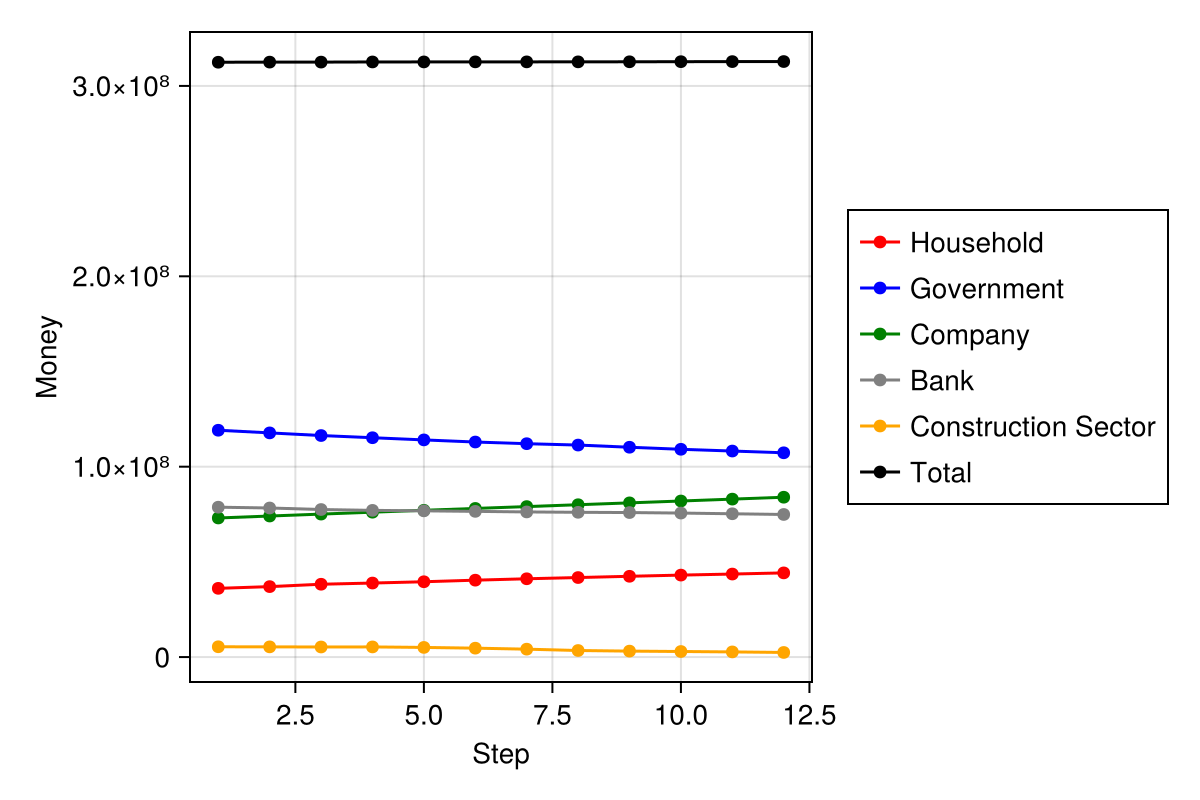 3.0×10⁸
2.0×10⁸
1.0×10⁸
0
Money
2.5 5.0 7.5 10.0 12.5
Step
Household
Government
Company
Bank
Construction Sector
Total